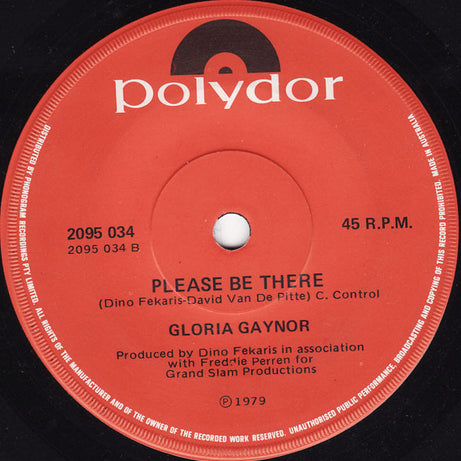 polydor
2095 034
2095 034 B
45 R.P.M.
PLEASE BE THERE
(Dino Fekaris-David Van De Pitte) C. Control
GLORIA GAYNOR
Produced by Dino Fekaris in association
with Freddie Perren for
Grand Slam Productions
Ⓟ 1979
DISTRIBUTED BY PHONOGRAM RECORDINGS PTY LIMITED. ALL RIGHTS OF THE MANUFACTURER AND OF THE OWNER OF THE RECORDED WORK RESERVED. UNAUTHORISED PUBLIC PERFORMANCE, BROADCASTING AND COPYING OF THIS RECORD PROHIBITED. MADE IN AUSTRALIA